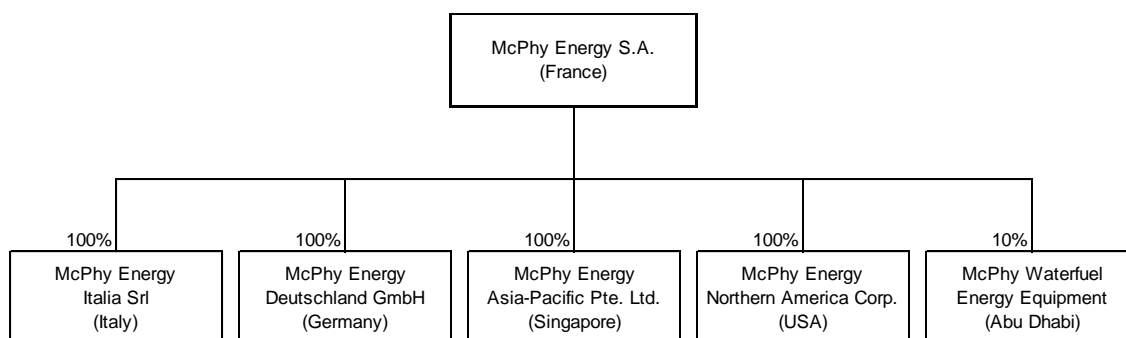 McPhy Energy S.A.
(France)
100%
100%
100%
100%
10%
McPhy Energy
Italia Srl
(Italy)
McPhy Energy
Deutschland GmbH
(Germany)
McPhy Energy
Asia-Pacific Pte. Ltd.
(Singapore)
McPhy Energy
Northern America Corp.
(USA)
McPhy Waterfuel
Energy Equipment
(Abu Dhabi)